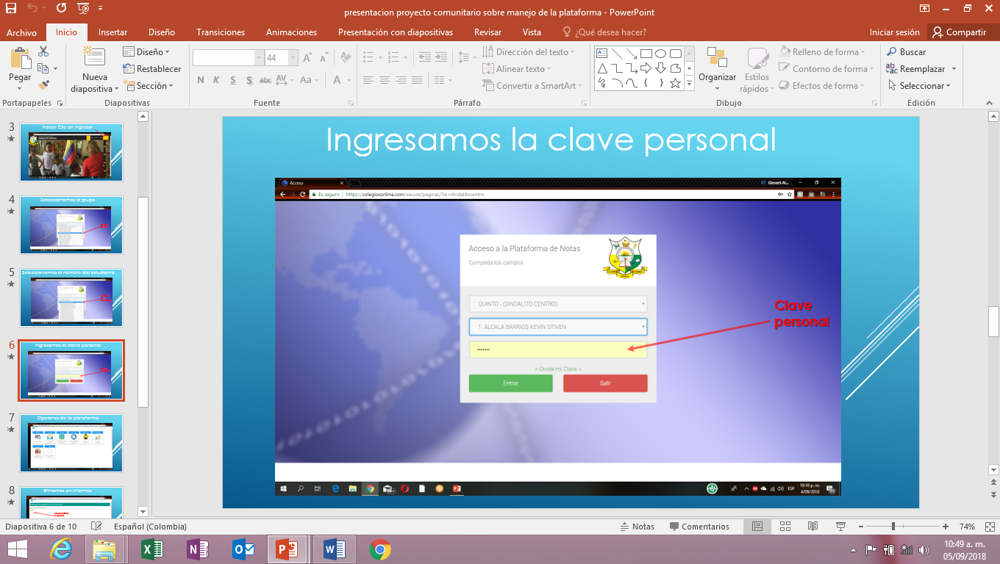 presentacion proyecto comunitario sobre manejo de la plataforma - PowerPoint
Archivo Inicio Insertar Diseño Transiciones Animaciones Presentación con diapositivas Revisar Vista ¿Qué desea hacer? Iniciar sesión Compartir
Pegar
Nueva
diapositiva
Diseño
Restablecer
Sección
44
N K S S abc AV Aa A
Dirección del texto
Alinear texto
Convertir a SmartArt
Organizar
Estilos
rápidos
Relleno de forma
Contorno de forma
Efectos de forma
Buscar
Reemplazar
Seleccionar
Portapapeles Diapositivas Fuente Párrafo Dibujo Edición
3
Hacer Clic en Ingresar
4
Seleccionamos el grupo
5
Seleccionamos el nombre del estudiante
6
Ingresamos la clave personal
7
Opciones de la plataforma
8
Entramos en informes
Ingresamos la clave personal
Acceso
Giovani Al...
Es seguro | https://colegiosonline.com/secure/paginas/?ie=dindalitocentro
Acceso a la Plataforma de Notas
Completa los campos
QUINTO - (DINDALITO CENTRO)
1. ALCALA BARRIOS KEVIN STIVEN
•••••••
> Olvide mi Clave <
Entrar Salir
Clave
personal
ESP
10:10 p. m.
4/09/2018
Diapositiva 6 de 10 Español (Colombia) Notas Comentarios 74%
10:49 a. m.
05/09/2018